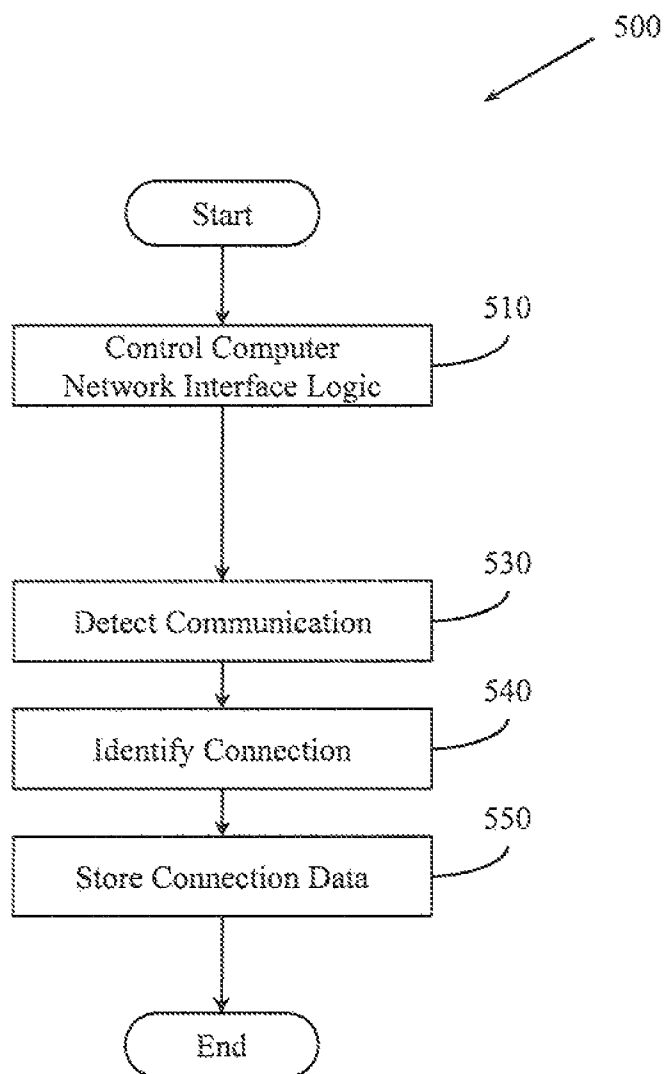 500
Start
510
Control Computer
Network Interface Logic
530
Detect Communication
540
Identify Connection
550
Store Connection Data
End